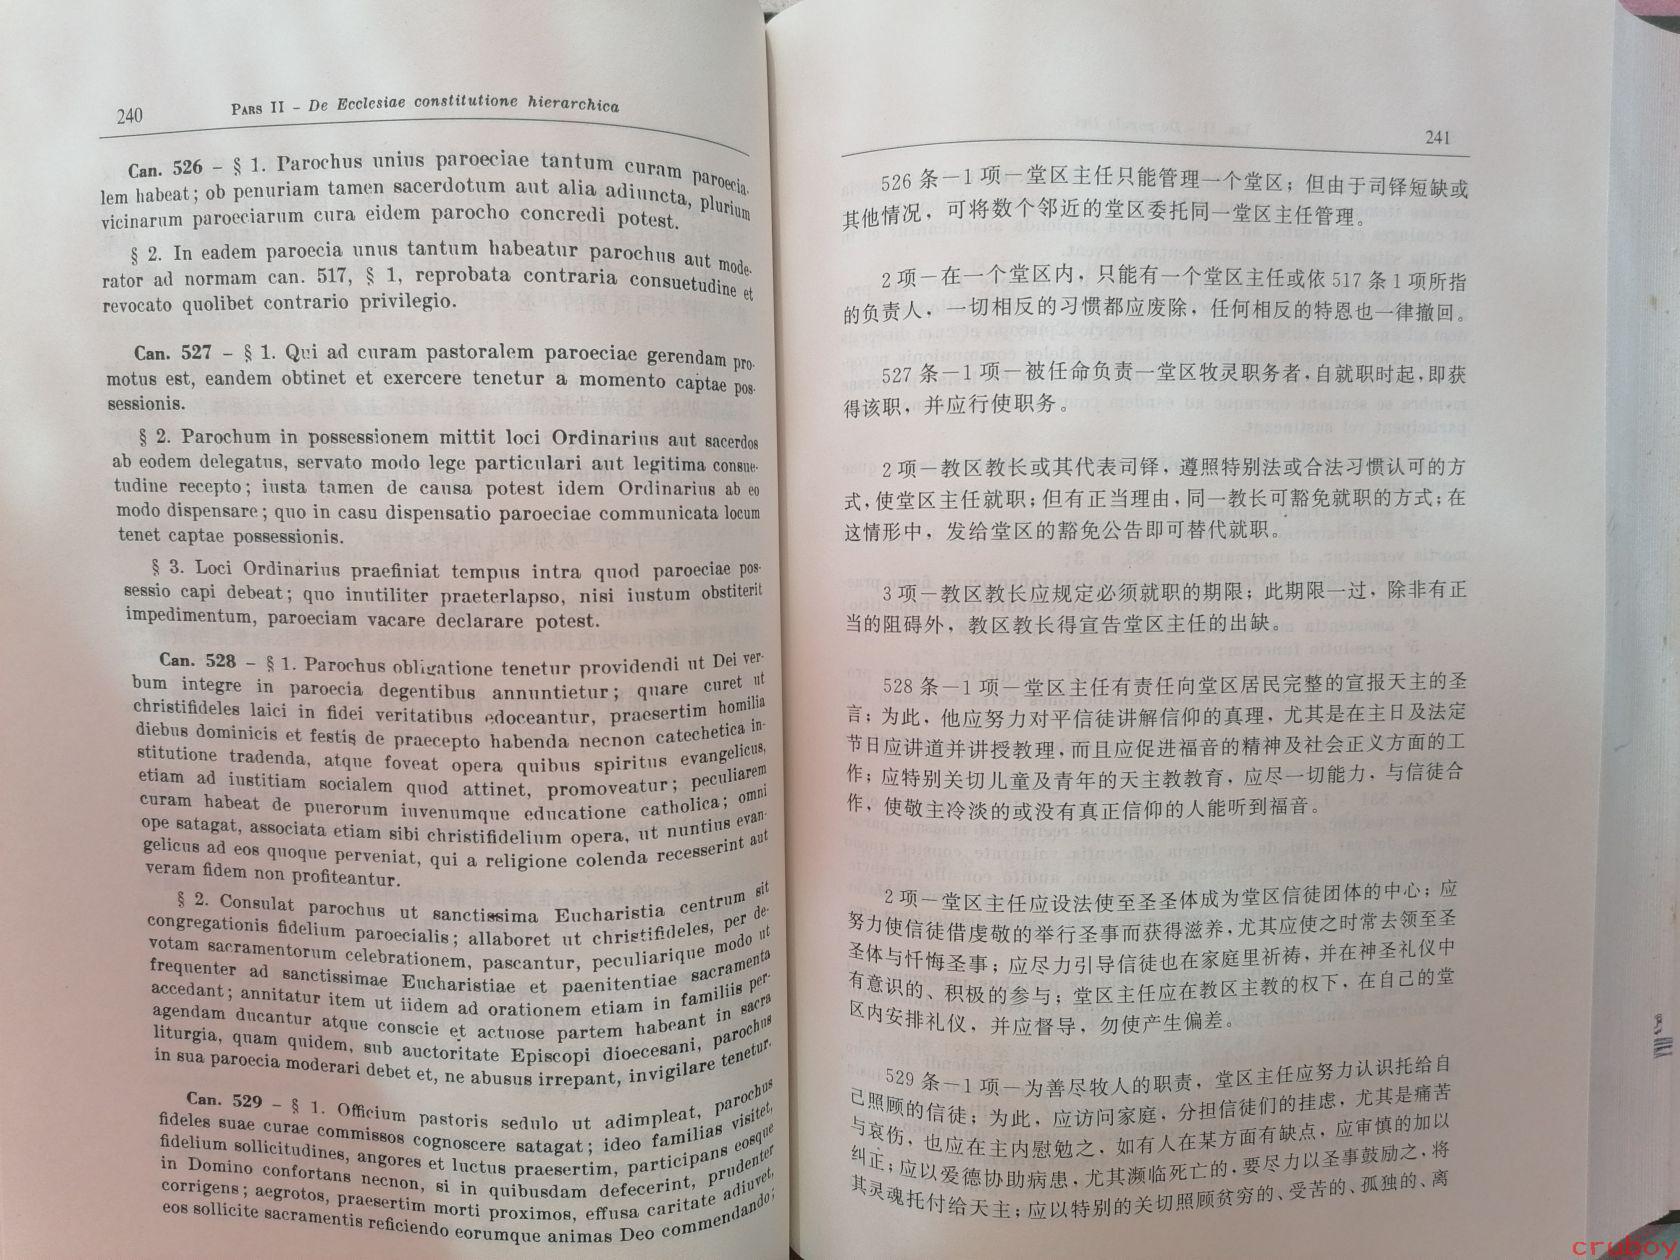 240
PARS II – De Ecclesiae constitutione hierarchica
Can. 526 – § 1. Parochus unius paroeciae tantum curam paroecia-
lem habeat; ob penuriam tamen sacerdotum aut alia adiuncta, plurium
vicinarum paroeciarum cura eidem parocho concredi potest.
§ 2. In eadem paroecia unus tantum habeatur parochus aut mode-
rator ad normam can. 517, § 1, reprobata contraria consuetudine et
revocato quolibet contrario privilegio.
Can. 527 – § 1. Qui ad curam pastoralem paroeciae gerendam pro-
motus est, eandem obtinet et exercere tenetur a momento captae pos-
sessionis.
§ 2. Parochum in possessionem mittit loci Ordinarius aut sacerdos
ab eodem delegatus, servato modo lege particulari aut legitima consue-
tudine recepto; iusta tamen de causa potest idem Ordinarius ab eo
modo dispensare; quo in casu dispensatio paroeciae communicata locum
tenet captae possessionis.
§ 3. Loci Ordinarius praefiniat tempus intra quod paroeciae pos-
sessio capi debeat; quo inutiliter praeterlapso, nisi iustum obstiterit
impedimentum, paroeciam vacare declarare potest.
Can. 528 – § 1. Parochus obligatione tenetur providendi ut Dei ver-
bum integre in paroecia degentibus annuntietur; quare curet ut
christifideles laici in fidei veritatibus edoceantur, praesertim homilia
diebus dominicis et festis de praecepto habenda necnon catechetica in-
stitutione tradenda, atque foveat opera quibus spiritus evangelicus,
etiam ad iustitiam socialem quod attinet, promoveatur; peculiarem
curam habeat de puerorum iuvenumque educatione catholica; omni
ope satagat, associata etiam sibi christifidelium opera, ut nuntius evan-
gelicus ad eos quoque perveniat, qui a religione colenda recesserint aut
veram fidem non profiteantur.
§ 2. Consulat parochus ut sanctissima Eucharistia centrum sit
congregationis fidelium paroecialis; allaboret ut christifideles, per de-
votam sacramentorum celebrationem, pascantur, peculiarique modo ut
frequenter ad sanctissimae Eucharistiae et paenitentiae sacramenta
accedant; annitatur item ut iidem ad orationem etiam in familiis per-
agendam ducantur atque conscie et actuose partem habeant in sacra
liturgia, quam quidem, sub auctoritate Episcopi dioecesani, parochus
in sua paroecia moderari debet et, ne abusus irrepant, invigilare tenetur.
Can. 529 – § 1. Officium pastoris sedulo ut adimpleat, parochus
fideles suae curae commissos cognoscere satagat; ideo familias visitet,
fidelium sollicitudines, angores et luctus praesertim, participans eosque
in Domino confortans necnon, si in quibusdam defecerint, prudenter
corrigens; aegrotos, praesertim morti proximos, effusa caritate adiuvet,
eos sollicite sacramentis reficiendo eorumque animas Deo commendando;
241
526 条－1 项－堂区主任只能管理一个堂区；但由于司铎短缺或
其他情况，可将数个邻近的堂区委托同一堂区主任管理。
2 项－在一个堂区内，只能有一个堂区主任或依 517 条 1 项所指
的负责人，一切相反的习惯都应废除，任何相反的特恩也一律撤回。
527 条－1 项－被任命负责一堂区牧灵职务者，自就职时起，即获
得该职，并应行使职务。
2 项－教区教长或其代表司铎，遵照特别法或合法习惯认可的方
式，使堂区主任就职；但有正当理由，同一教长可豁免就职的方式；在
这情形中，发给堂区的豁免公告即可替代就职。
3 项－教区教长应规定必须就职的期限；此期限一过，除非有正
当的阻碍外，教区教长得宣告堂区主任的出缺。
528 条－1 项－堂区主任有责任向堂区居民完整的宣报天主的圣
言；为此，他应努力对平信徒讲解信仰的真理，尤其是在主日及法定
节日应讲道并讲授教理，而且应促进福音的精神及社会正义方面的工
作；应特别关切儿童及青年的天主教教育，应尽一切能力，与信徒合
作，使敬主冷淡的或没有真正信仰的人能听到福音。
2 项－堂区主任应设法使至圣圣体成为堂区信徒团体的中心；应
努力使信徒借虔敬的举行圣事而获得滋养，尤其应使之时常去领至圣
圣体与忏悔圣事；应尽力引导信徒也在家庭里祈祷，并在神圣礼仪中
有意识的、积极的参与；堂区主任应在教区主教的权下，在自己的堂
区内安排礼仪，并应督导，勿使产生偏差。
529 条－1 项－为善尽牧人的职责，堂区主任应努力认识托给自
己照顾的信徒；为此，应访问家庭，分担信徒们的挂虑，尤其是痛苦
与哀伤，也应在主内慰勉之，如有人在某方面有缺点，应审慎的加以
纠正；应以爱德协助病患，尤其濒临死亡的，要尽力以圣事鼓励之，将
其灵魂托付给天主；应以特别的关切照顾贫穷的、受苦的、孤独的、离
cruboy